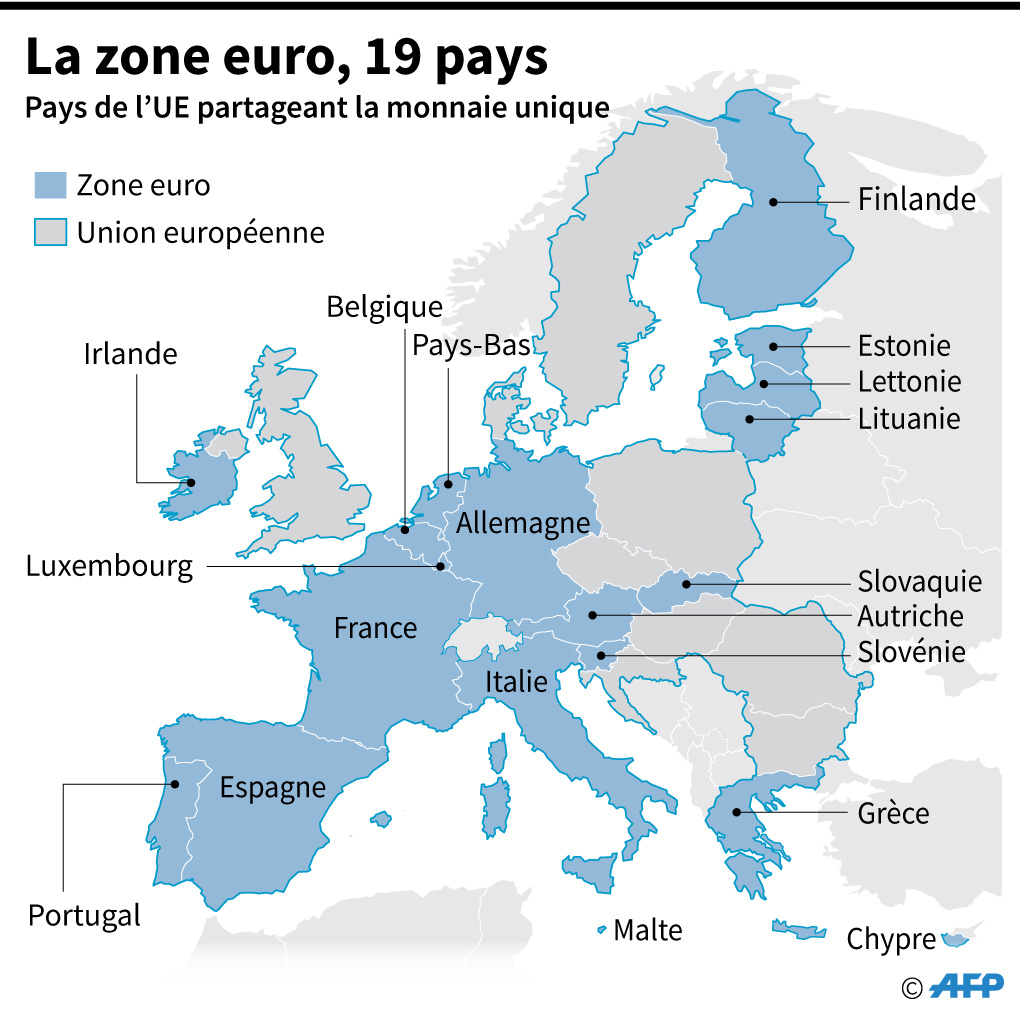 La zone euro, 19 pays
Pays de l’UE partageant la monnaie unique
Zone euro
Union européenne
Finlande
Belgique
Pays-Bas
Irlande
Estonie
Lettonie
Lituanie
Allemagne
Luxembourg
Slovaquie
Autriche
France
Slovénie
Italie
Espagne
Grèce
Portugal
Malte
Chypre
© AFP